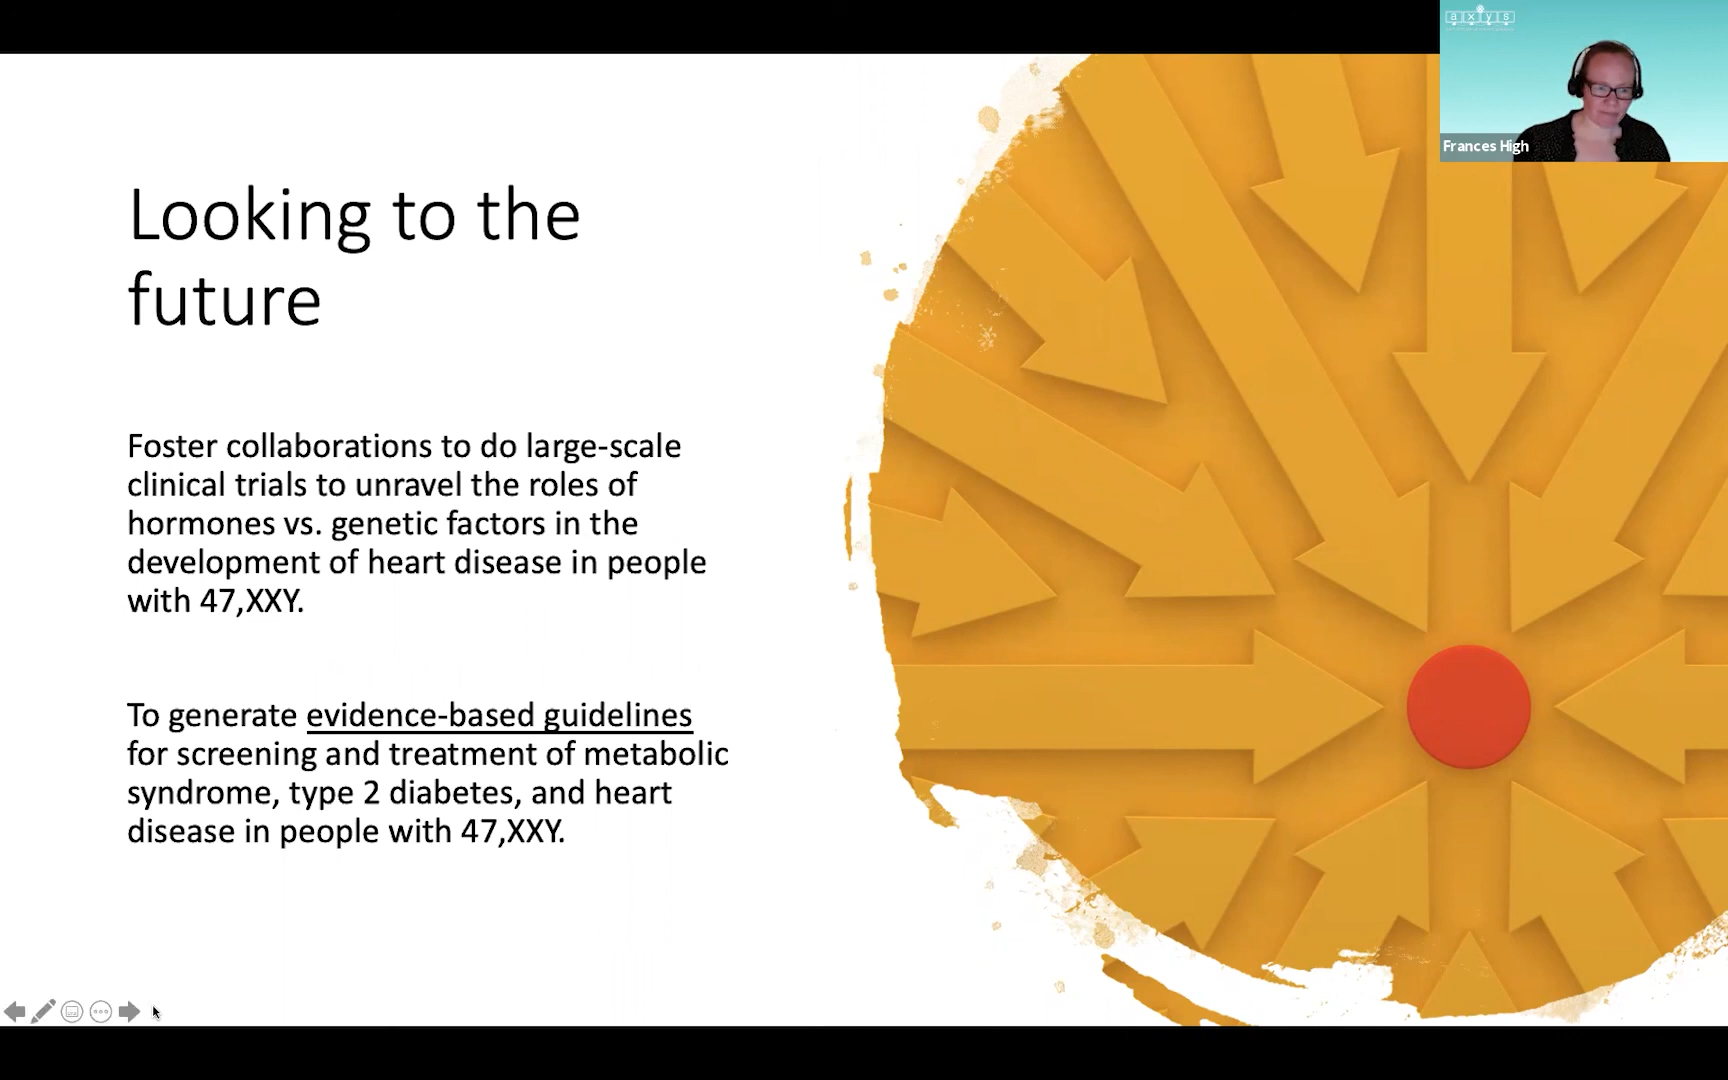 axys
Frances High
Looking to the
future
Foster collaborations to do large-scale
clinical trials to unravel the roles of
hormones vs. genetic factors in the
development of heart disease in people
with 47,XXY.
To generate evidence-based guidelines
for screening and treatment of metabolic
syndrome, type 2 diabetes, and heart
disease in people with 47,XXY.